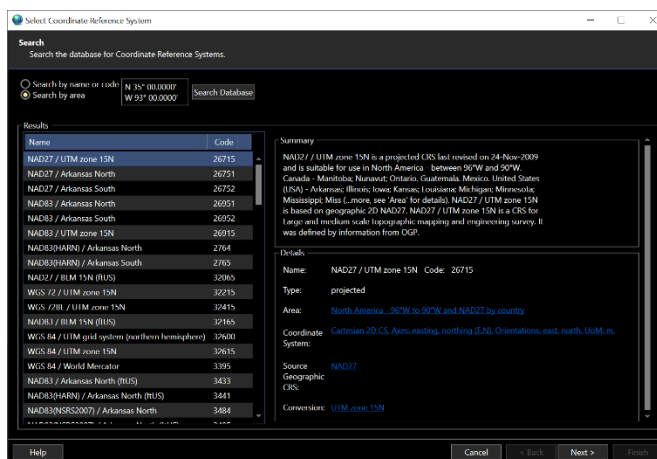 Select Coordinate Reference System
Search
Search the database for Coordinate Reference Systems.
Search by name or code
Search by area
N 35° 00.0000'
W 93° 00.0000'
Search Database
Results
Name Code
NAD27 / UTM zone 15N 26715
NAD27 / Arkansas North 26751
NAD27 / Arkansas South 26752
NAD83 / Arkansas North 26951
NAD83 / Arkansas South 26952
NAD83 / UTM zone 15N 26915
NAD83(HARN) / Arkansas North 2764
NAD83(HARN) / Arkansas South 2765
NAD27 / BLM 15N (ftUS) 32065
WGS 72 / UTM zone 15N 32215
WGS 72BE / UTM zone 15N 32415
NAD83 / BLM 15N (ftUS) 32165
WGS 84 / UTM grid system (northern hemisphere) 32600
WGS 84 / UTM zone 15N 32615
WGS 84 / World Mercator 3395
NAD83 / Arkansas North (ftUS) 3433
NAD83(HARN) / Arkansas North (ftUS) 3441
NAD83(NSRS2007) / Arkansas North 3484
Summary
NAD27 / UTM zone 15N is a projected CRS last revised on 24-Nov-2009
and is suitable for use in North America between 96°W and 90°W.
Canada - Manitoba; Nunavut; Ontario. Guatemala. Mexico. United States
(USA) - Arkansas; Illinois; Iowa; Kansas; Louisiana; Michigan; Minnesota;
Mississippi; Miss (...more, see 'Area' for details). NAD27 / UTM zone 15N
is based on geographic 2D NAD27. NAD27 / UTM zone 15N is a CRS for
Large and medium scale topographic mapping and engineering survey. It
was defined by information from OGP.
Details
Name: NAD27 / UTM zone 15N Code: 26715
Type: projected
Area: North America - 96°W to 90°W and NAD27 by country
Coordinate System: Cartesian 2D CS. Axes: easting, northing (E,N). Orientations: east, north. UoM: m.
Source Geographic CRS: NAD27
Conversion: UTM zone 15N
Help
Cancel
< Back
Next >
Finish